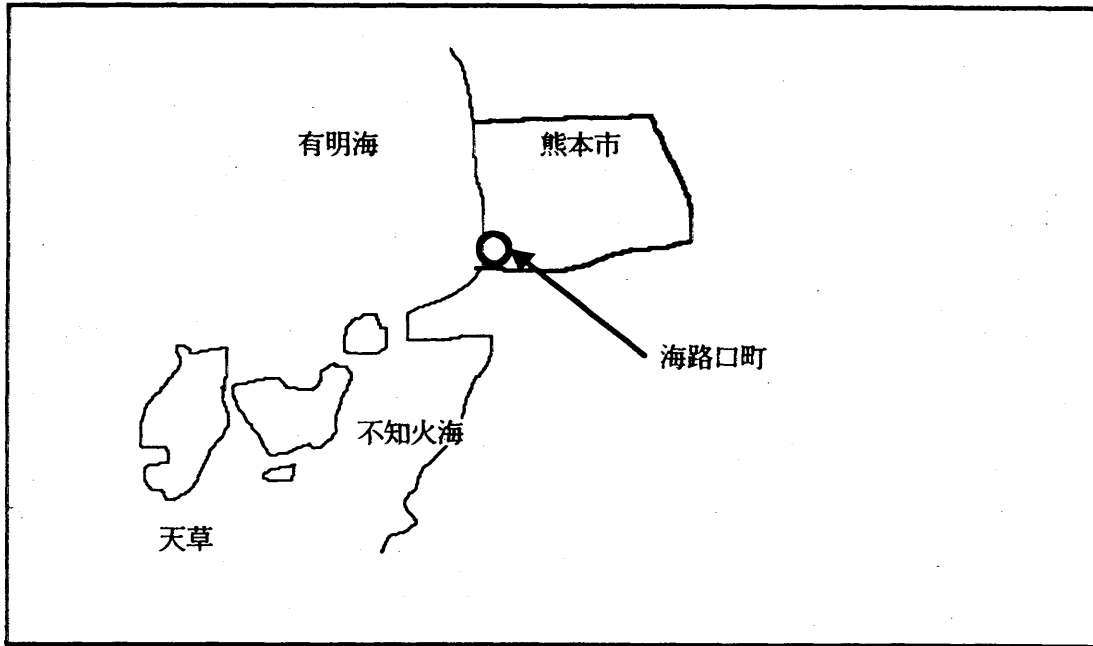 有明海
熊本市
海路口町
不知火海
天草